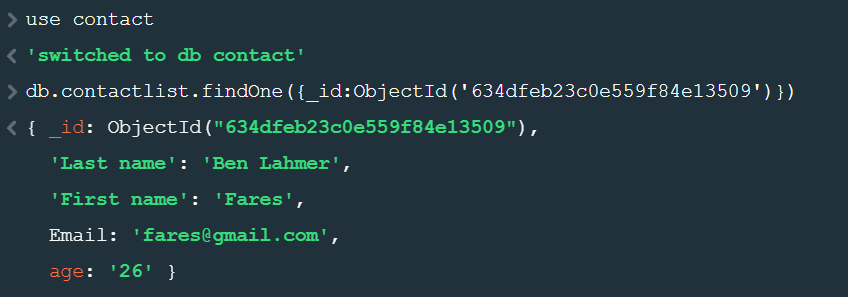 > use contact
< 'switched to db contact'
> db.contactlist.findOne({_id:ObjectId('634dfeb23c0e559f84e13509')})
< { _id: ObjectId("634dfeb23c0e559f84e13509"),
'Last name': 'Ben Lahmer',
'First name': 'Fares',
Email: 'fares@gmail.com',
age: '26' }